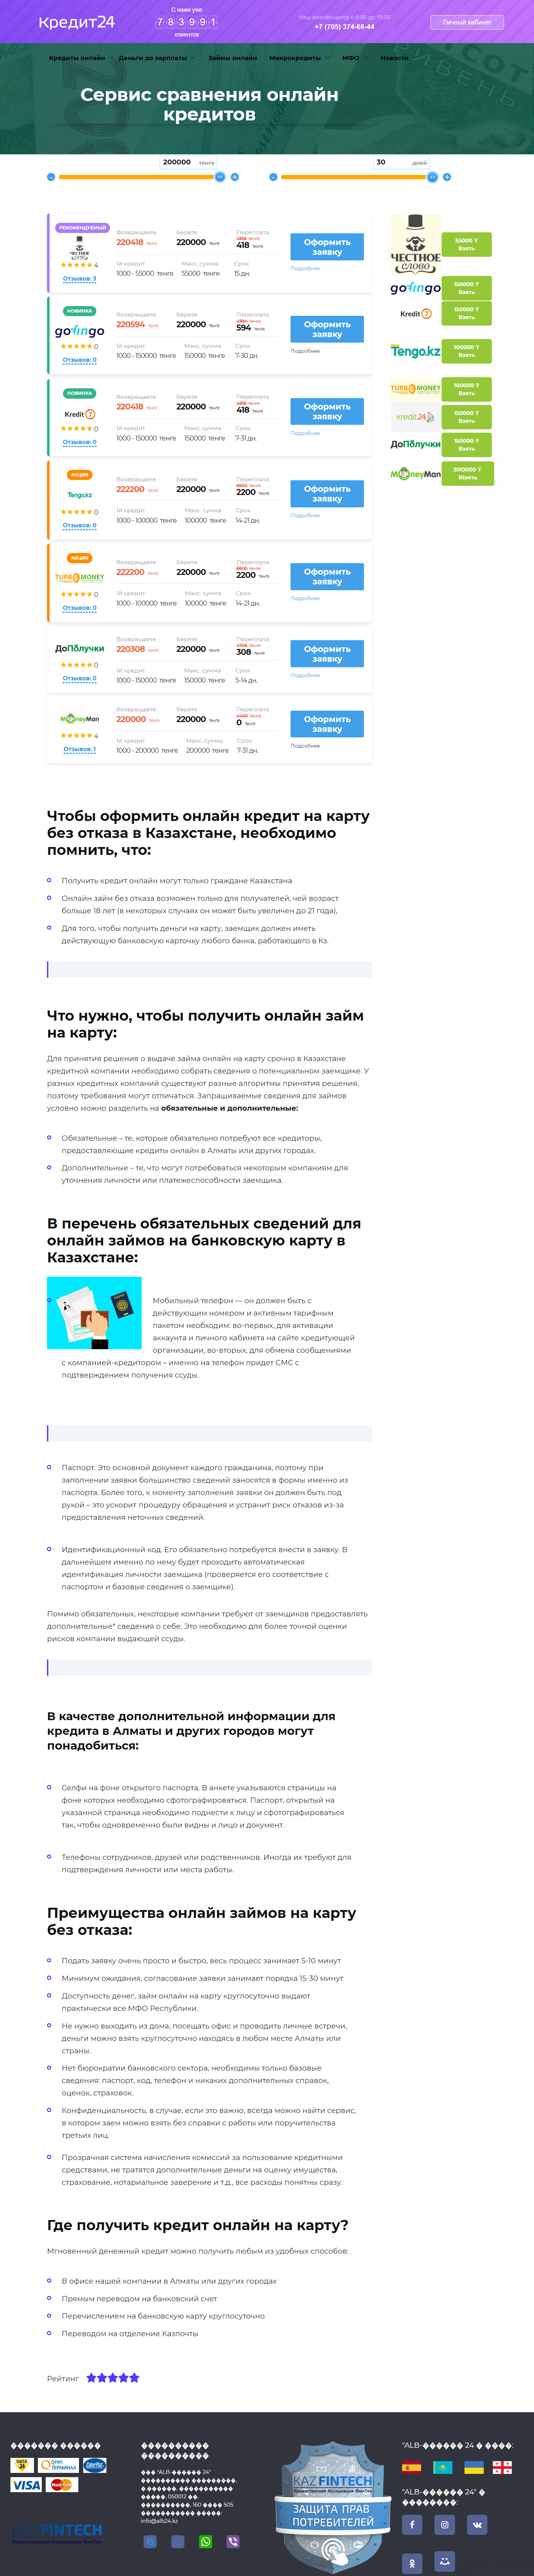 Кредит24
С нами уже
7 8 3 9 9 1
клиентов
Наш контакт-центр с 8:00 до 19:00
+7 (705) 374-66-44
Личный кабинет
Кредиты онлайн
Деньги до зарплаты
Займы онлайн
Микрокредиты
МФО
Новости
Сервис сравнения онлайн
кредитов
200000 тенге
30 дней
РЕКОМЕНДУЕМЫЙ
ЧЕСТНОЕ
СЛОВО
4
Отзывов: 3
Возвращаете
220418
Берете
220000 тенге
Переплата
418 тенге
1й кредит
1000 - 55000 тенге
Макс. сумма
55000 тенге
Срок
15 дн.
Оформить
заявку
Подробнее
НОВИНКА
gofingo
0
Отзывов: 0
Возвращаете
220594
Берете
220000 тенге
Переплата
594 тенге
1й кредит
1000 - 150000 тенге
Макс. сумма
150000 тенге
Срок
7-30 дн.
Оформить
заявку
Подробнее
НОВИНКА
Kredit 7
0
Отзывов: 0
Возвращаете
220418
Берете
220000 тенге
Переплата
418 тенге
1й кредит
1000 - 150000 тенге
Макс. сумма
150000 тенге
Срок
7-31 дн.
Оформить
заявку
Подробнее
АКЦИЯ
Tengo.kz
0
Отзывов: 0
Возвращаете
222200
Берете
220000 тенге
Переплата
2200 тенге
1й кредит
1000 - 100000 тенге
Макс. сумма
100000 тенге
Срок
14-21 дн.
Оформить
заявку
Подробнее
АКЦИЯ
TURBOMONEY
0
Отзывов: 0
Возвращаете
222200
Берете
220000 тенге
Переплата
2200 тенге
1й кредит
1000 - 100000 тенге
Макс. сумма
100000 тенге
Срок
14-21 дн.
Оформить
заявку
Подробнее
ДоПолучки
0
Отзывов: 0
Возвращаете
220308
Берете
220000 тенге
Переплата
308 тенге
1й кредит
1000 - 150000 тенге
Макс. сумма
150000 тенге
Срок
5-14 дн.
Оформить
заявку
Подробнее
MoneyMan
4
Отзывов: 1
Возвращаете
220000
Берете
220000 тенге
Переплата
0 тенге
1й кредит
1000 - 200000 тенге
Макс. сумма
200000 тенге
Срок
7-31 дн.
Оформить
заявку
Подробнее
ЧЕСТНОЕ
СЛОВО
55000 ₸
Взять
gofingo
150000 ₸
Взять
Kredit 7
150000 ₸
Взять
Tengo.kz
100000 ₸
Взять
TURBOMONEY
100000 ₸
Взять
kredit24
150000 ₸
Взять
ДоПолучки
150000 ₸
Взять
MoneyMan
200000 ₸
Взять
Чтобы оформить онлайн кредит на карту
без отказа в Казахстане, необходимо
помнить, что:
Получить кредит онлайн могут только граждане Казахстана
Онлайн займ без отказа возможен только для получателей, чей возраст
больше 18 лет (в некоторых случаях он может быть увеличен до 21 года),
Для того, чтобы получить деньги на карту, заемщик должен иметь
действующую банковскую карточку любого банка, работающего в Кз.
Что нужно, чтобы получить онлайн займ
на карту:
Для принятия решения о выдаче займа онлайн на карту срочно в Казахстане
кредитной компании необходимо собрать сведения о потенциальном заемщике. У
разных кредитных компаний существуют разные алгоритмы принятия решения,
поэтому требования могут отличаться. Запрашиваемые сведения для займов
условно можно разделить на обязательные и дополнительные:
Обязательные – те, которые обязательно потребуют все кредиторы,
предоставляющие кредиты онлайн в Алматы или других городах.
Дополнительные – те, что могут потребоваться некоторым компаниям для
уточнения личности или платежеспособности заемщика.
В перечень обязательных сведений для
онлайн займов на банковскую карту в
Казахстане:
Мобильный телефон — он должен быть с
действующим номером и активным тарифным
пакетом необходим: во-первых, для активации
аккаунта и личного кабинета на сайте кредитующей
организации, во-вторых, для обмена сообщениями
с компанией-кредитором – именно на телефон придет СМС с
подтверждением получения ссуды.
Паспорт. Это основной документ каждого гражданина, поэтому при
заполнении заявки большинство сведений заносятся в формы именно из
паспорта. Более того, к моменту заполнения заявки он должен быть под
рукой – это ускорит процедуру обращения и устранит риск отказов из-за
предоставления неточных сведений.
Идентификационный код. Его обязательно потребуется внести в заявку. В
дальнейшем именно по нему будет проходить автоматическая
идентификация личности заемщика (проверяется его соответствие с
паспортом и базовые сведения о заемщике).
Помимо обязательных, некоторые компании требуют от заемщиков предоставлять
дополнительные* сведения о себе. Это необходимо для более точной оценки
рисков компании выдающей ссуды.
В качестве дополнительной информации для
кредита в Алматы и других городов могут
понадобиться:
Селфи на фоне открытого паспорта. В анкете указываются страницы на
фоне которых необходимо сфотографироваться. Паспорт, открытый на
указанной страница необходимо поднести к лицу и сфотографироваться
так, чтобы одновременно были видны и лицо и документ.
Телефоны сотрудников, друзей или родственников. Иногда их требуют для
подтверждения личности или места работы.
Преимущества онлайн займов на карту
без отказа:
Подать заявку очень просто и быстро, весь процесс занимает 5-10 минут
Минимум ожидания, согласование заявки занимает порядка 15-30 минут
Доступность денег, займ онлайн на карту круглосуточно выдают
практически все МФО Республики.
Не нужно выходить из дома, посещать офис и проводить личные встречи,
деньги можно взять круглосуточно находясь в любом месте Алматы или
страны.
Нет бюрократии банковского сектора, необходимы только базовые
сведения: паспорт, код, телефон и никаких дополнительных справок,
оценок, страховок.
Конфиденциальность, в случае, если это важно, всегда можно найти сервис,
в котором заем можно взять без справки с работы или поручительства
третьих лиц.
Прозрачная система начисления комиссий за пользование кредитными
средствами, не тратятся дополнительные деньги на оценку имущества,
страхование, нотариальное заверение и т.д., все расходы понятны сразу.
Где получить кредит онлайн на карту?
Мгновенный денежный кредит можно получить любым из удобных способов:
В офисе нашей компании в Алматы или других городах
Прямым переводом на банковский счет
Перечислением на банковскую карту круглосуточно
Переводом на отделение Казпочты
Рейтинг
������� ������
QIWI
ТЕРМИНАЛ
VISA
MasterCard
KAZFINTECH
����������
����������
��� "ALB-������ 24"
�����, 050012 ��
info@alb24.kz
KAZFINTECH
ЗАЩИТА ПРАВ
ПОТРЕБИТЕЛЕЙ
"ALB-������ 24 � ����:
"ALB-������ 24" �
��������: